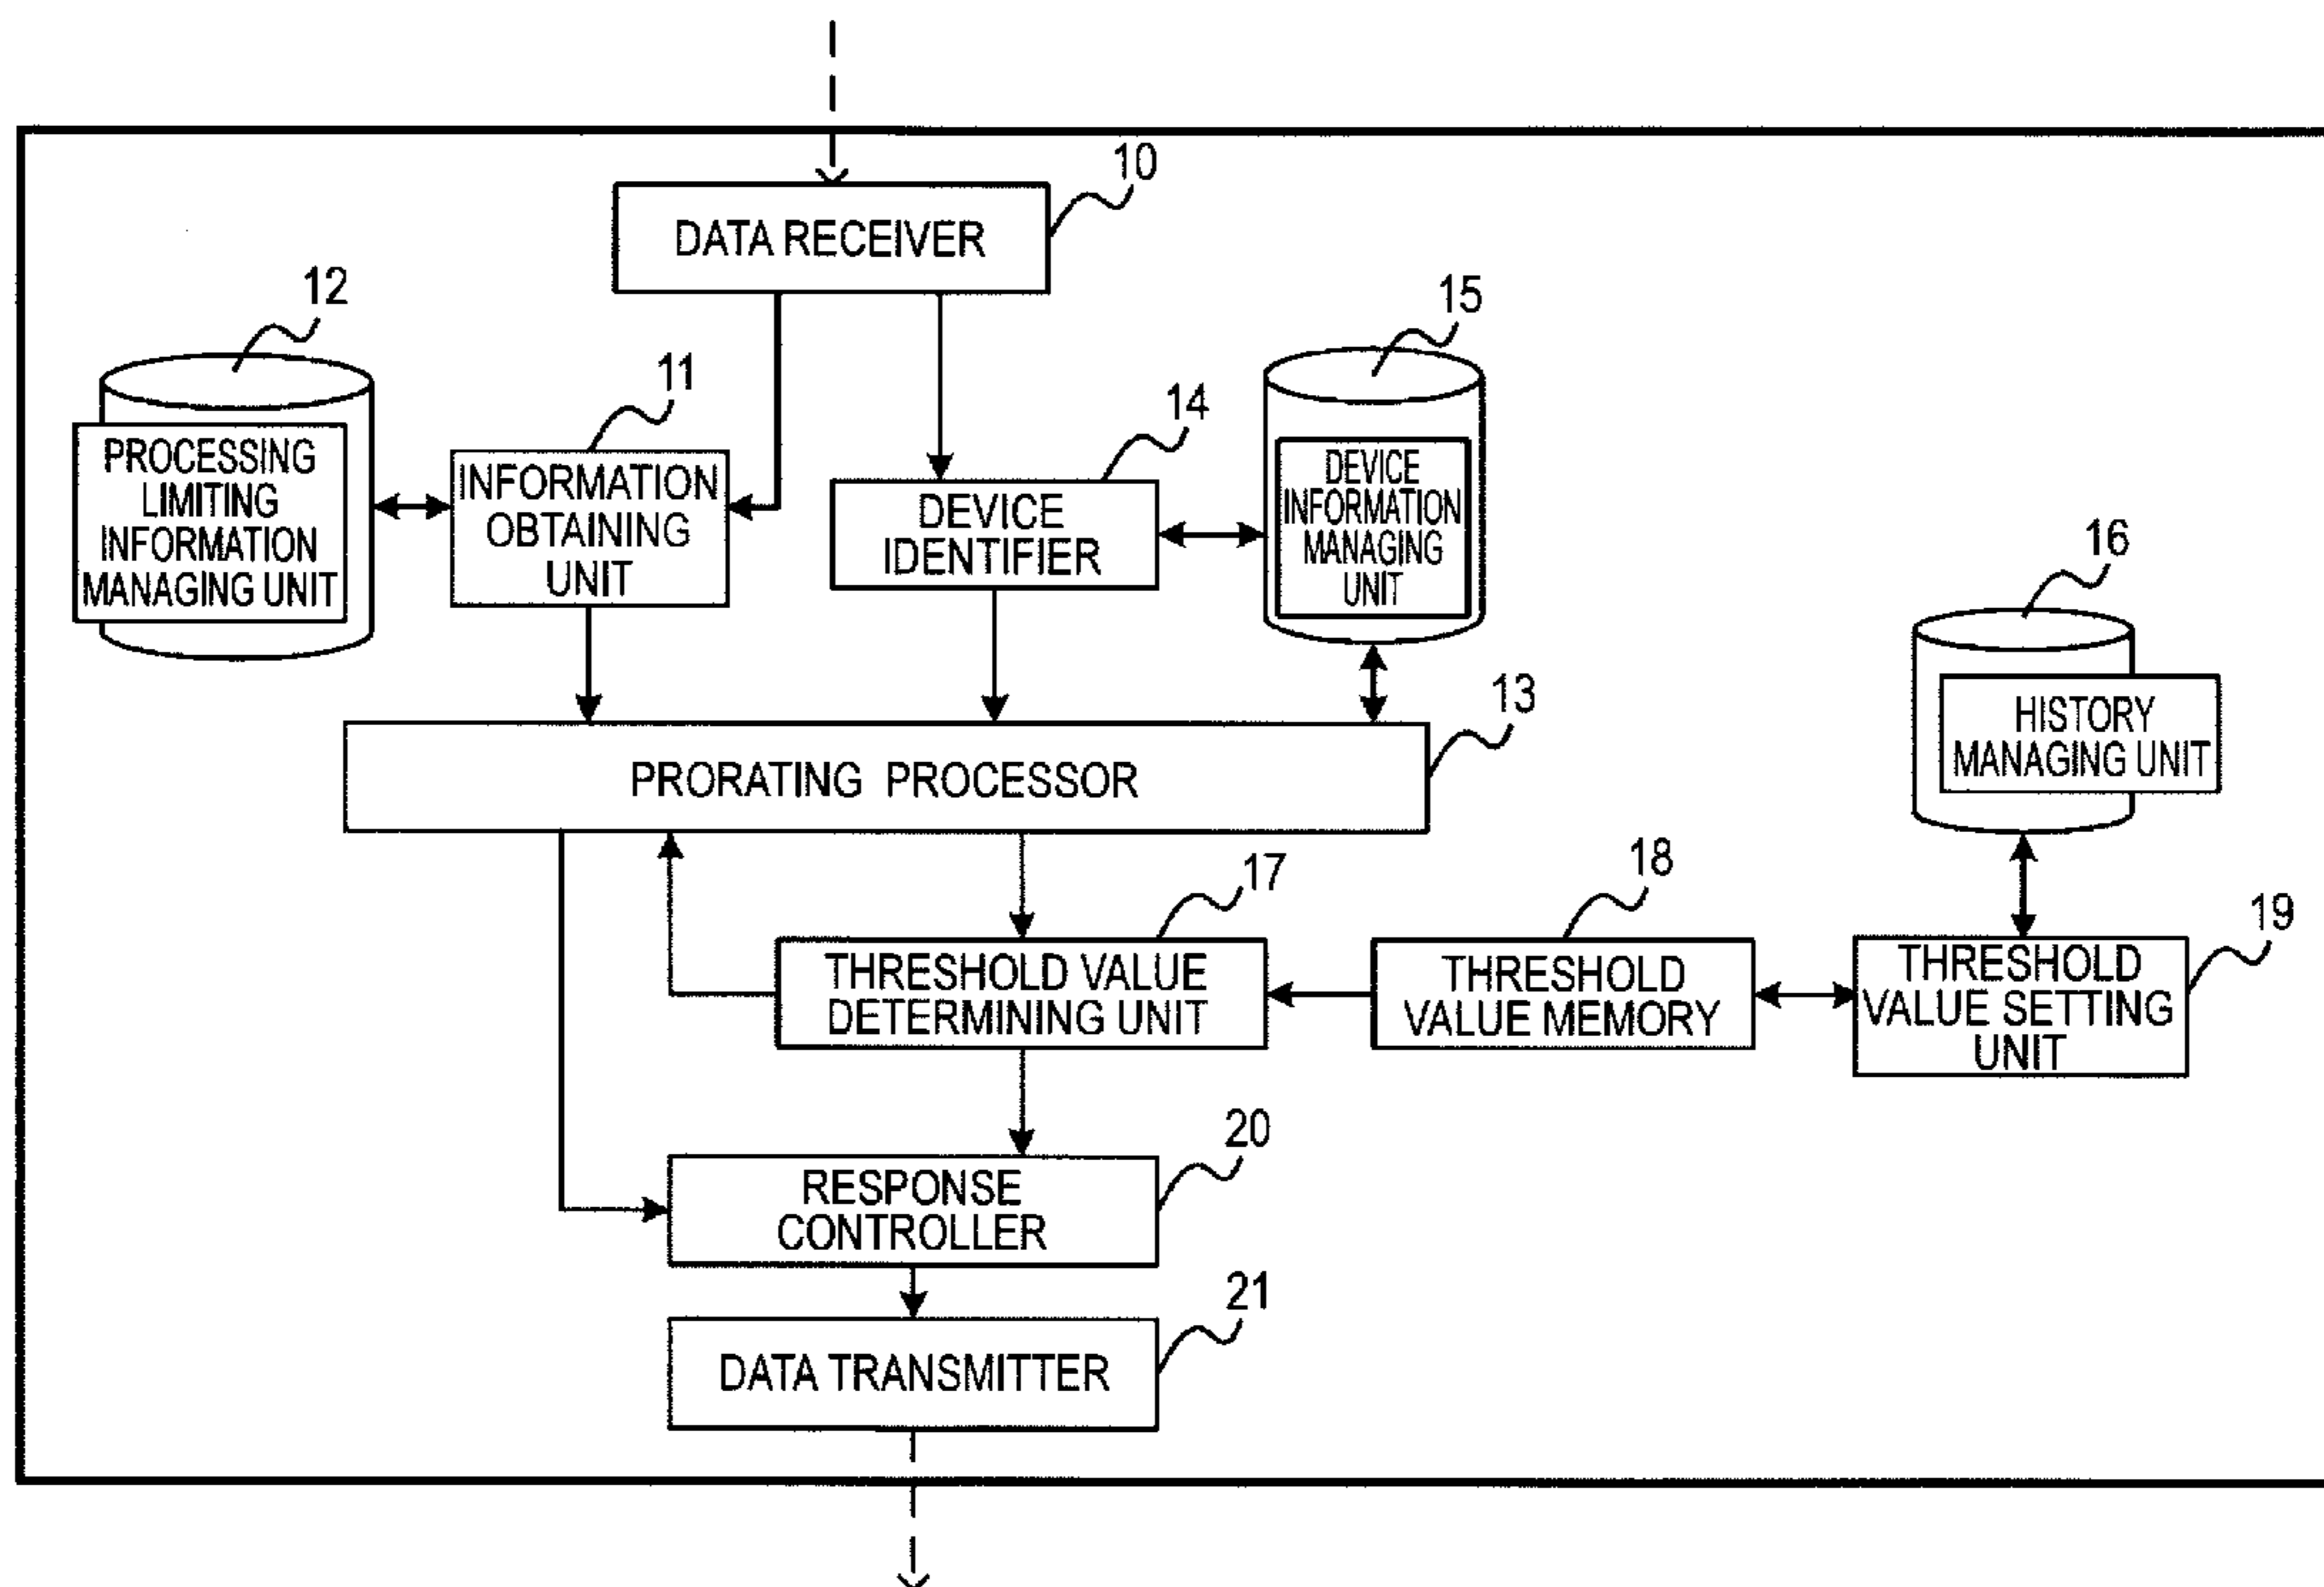 10
DATA RECEIVER
12
PROCESSING
LIMITING
INFORMATION
MANAGING UNIT
11
INFORMATION
OBTAINING
UNIT
14
DEVICE
IDENTIFIER
15
DEVICE
INFORMATION
MANAGING
UNIT
16
HISTORY
MANAGING UNIT
13
PRORATING PROCESSOR
17
THRESHOLD VALUE
DETERMINING UNIT
18
THRESHOLD
VALUE MEMORY
19
THRESHOLD
VALUE SETTING
UNIT
20
RESPONSE
CONTROLLER
21
DATA TRANSMITTER